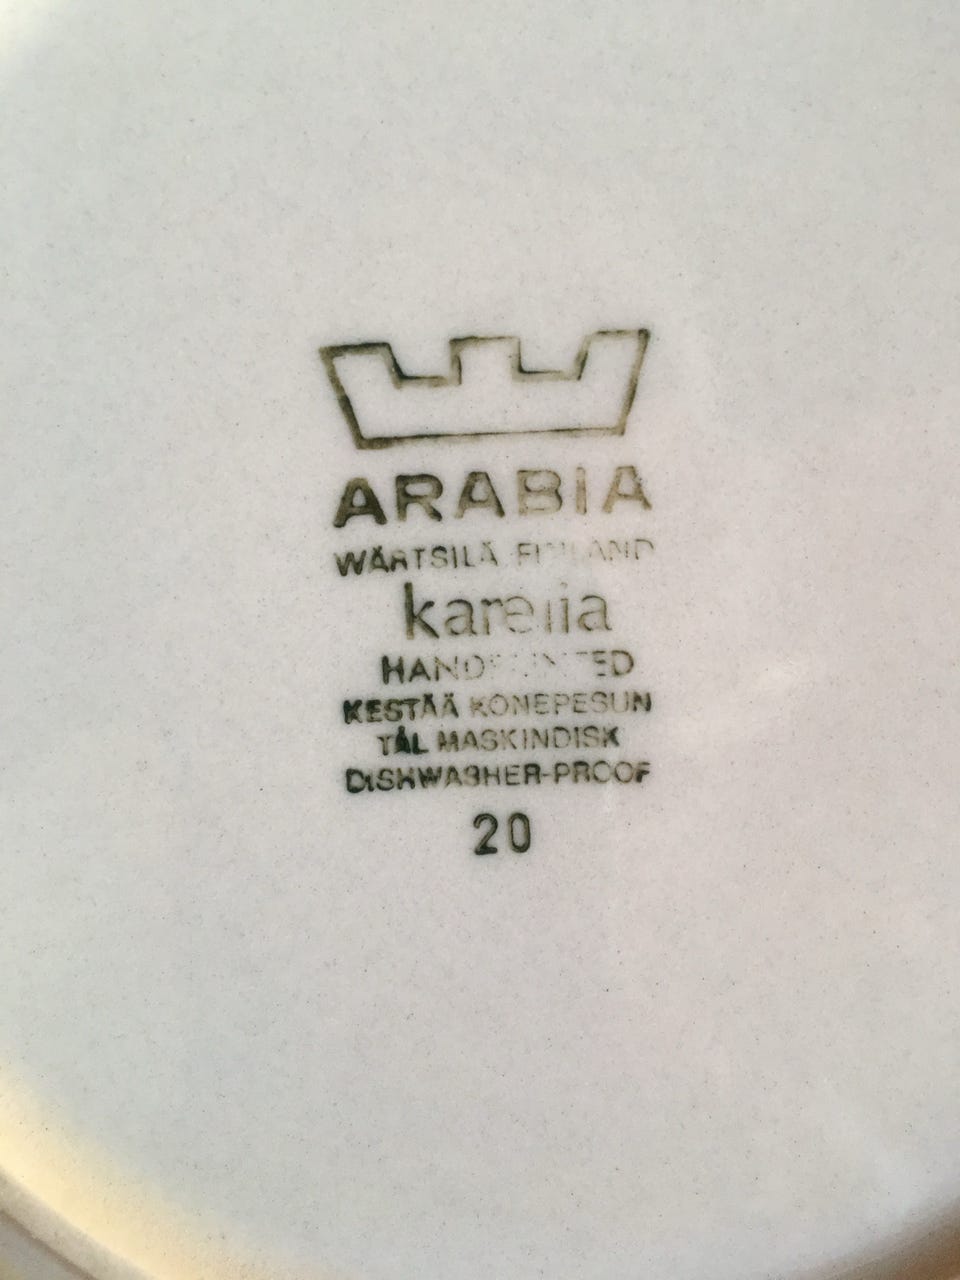 ARABIA
WÄRTSILÄ FINLAND
karelia
HANDPAINTED
KESTÄÄ KONEPESUN
TÅL MASKINDISK
DISHWASHER-PROOF
20